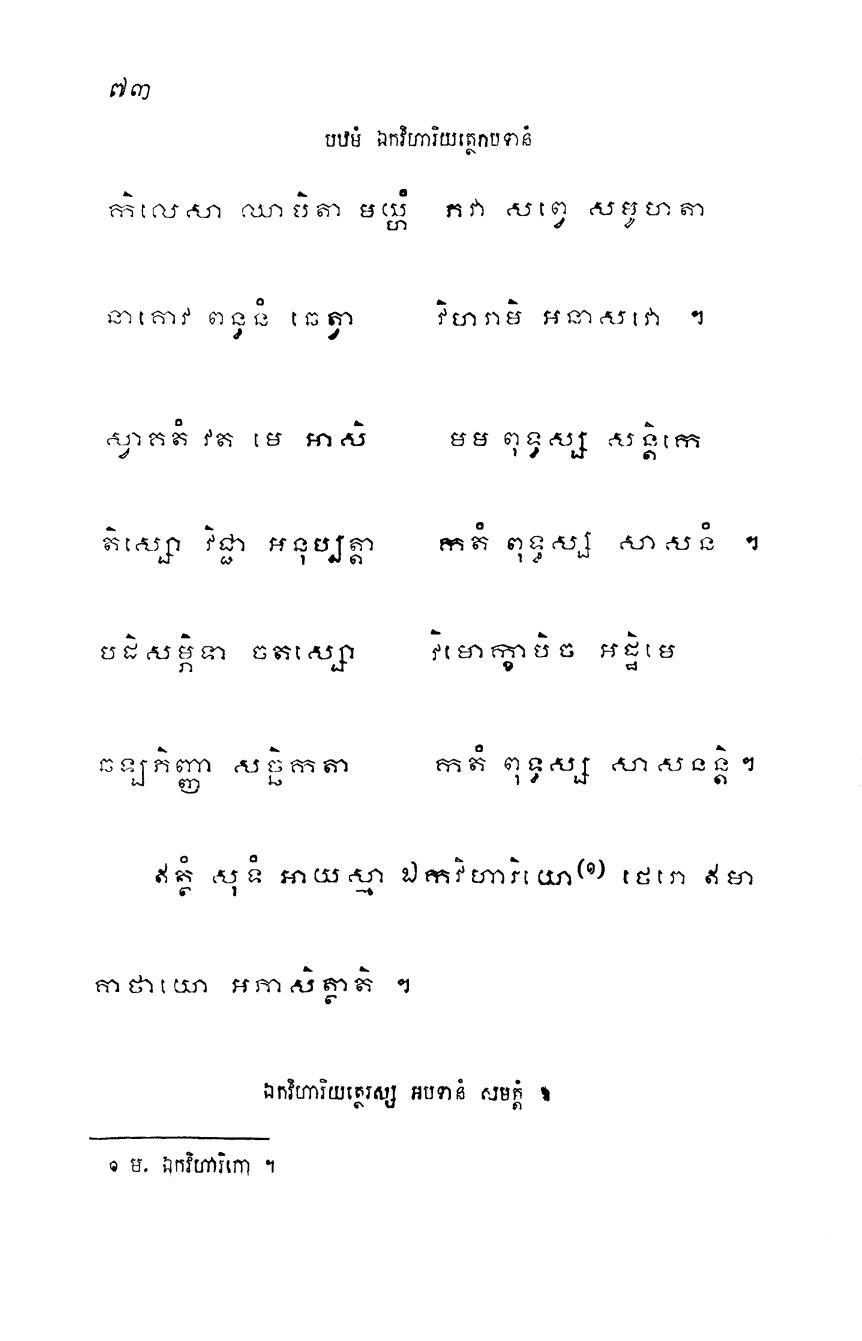 ៧៣
បឋមំ ឯកវិហារិយត្ថេរាបទានំ
កិលេសា ឈាបិតា មយ្ហំ ភវា សព្វេ សមូហតា
នាគោវ ពន្ធនំ ឆេត្វា វិហរាមិ អនាសវោ ។
ស្វាគតំ វត មេ អាសិ មម ពុទ្ធស្ស សន្តិកេ
តិស្សោ វិជ្ជា អនុប្បត្តា កតំ ពុទ្ធស្ស សាសនំ ។
បដិសម្ភិទា ចតស្សោ វិមោក្ខាបិច អដ្ឋិមេ
ឆឡភិញ្ញា សច្ឆិកតា កតំ ពុទ្ធស្ស សាសនន្តិ។
ឥត្ថំ សុទំ អាយស្មា ឯកវិហារិយោ(១) ថេរោ ឥមា
គាថាយោ អភាសិត្ថាតិ ។
ឯកវិហារិយត្ថេរស្ស អបទានំ សមត្តំ ។
១ ម. ឯកវិហារិកោ ។